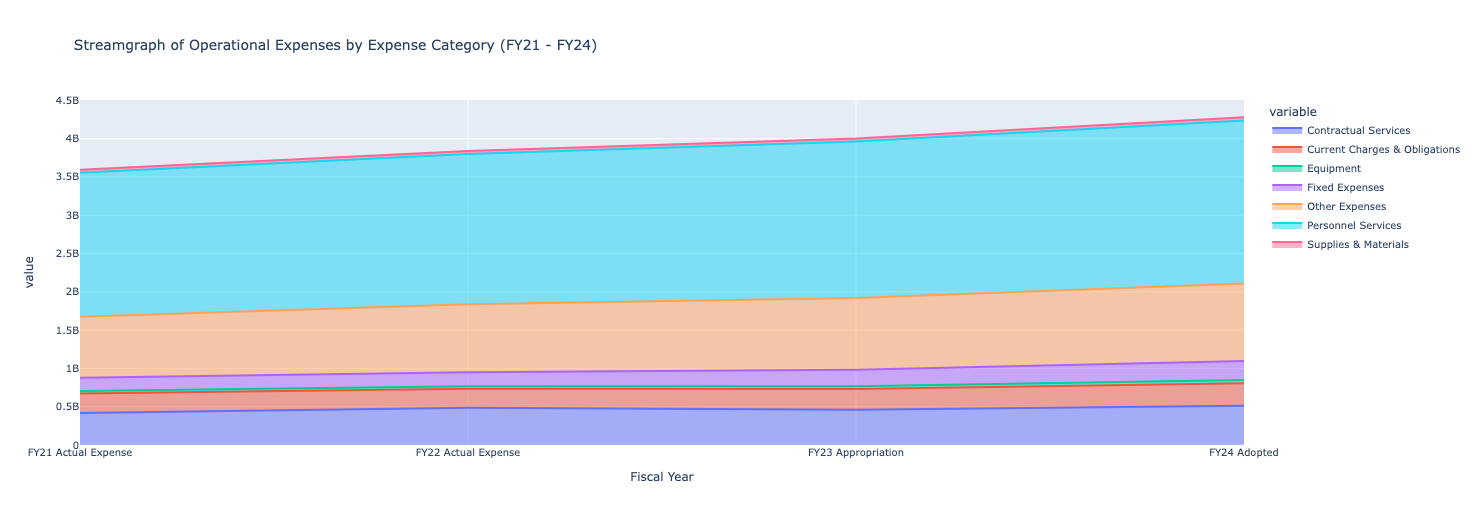 Streamgraph of Operational Expenses by Expense Category (FY21 - FY24)
4.5B
4B
3.5B
3B
2.5B
2B
1.5B
1B
0.5B
0
value
FY21 Actual Expense
FY22 Actual Expense
FY23 Appropriation
FY24 Adopted
Fiscal Year
variable
Contractual Services
Current Charges & Obligations
Equipment
Fixed Expenses
Other Expenses
Personnel Services
Supplies & Materials